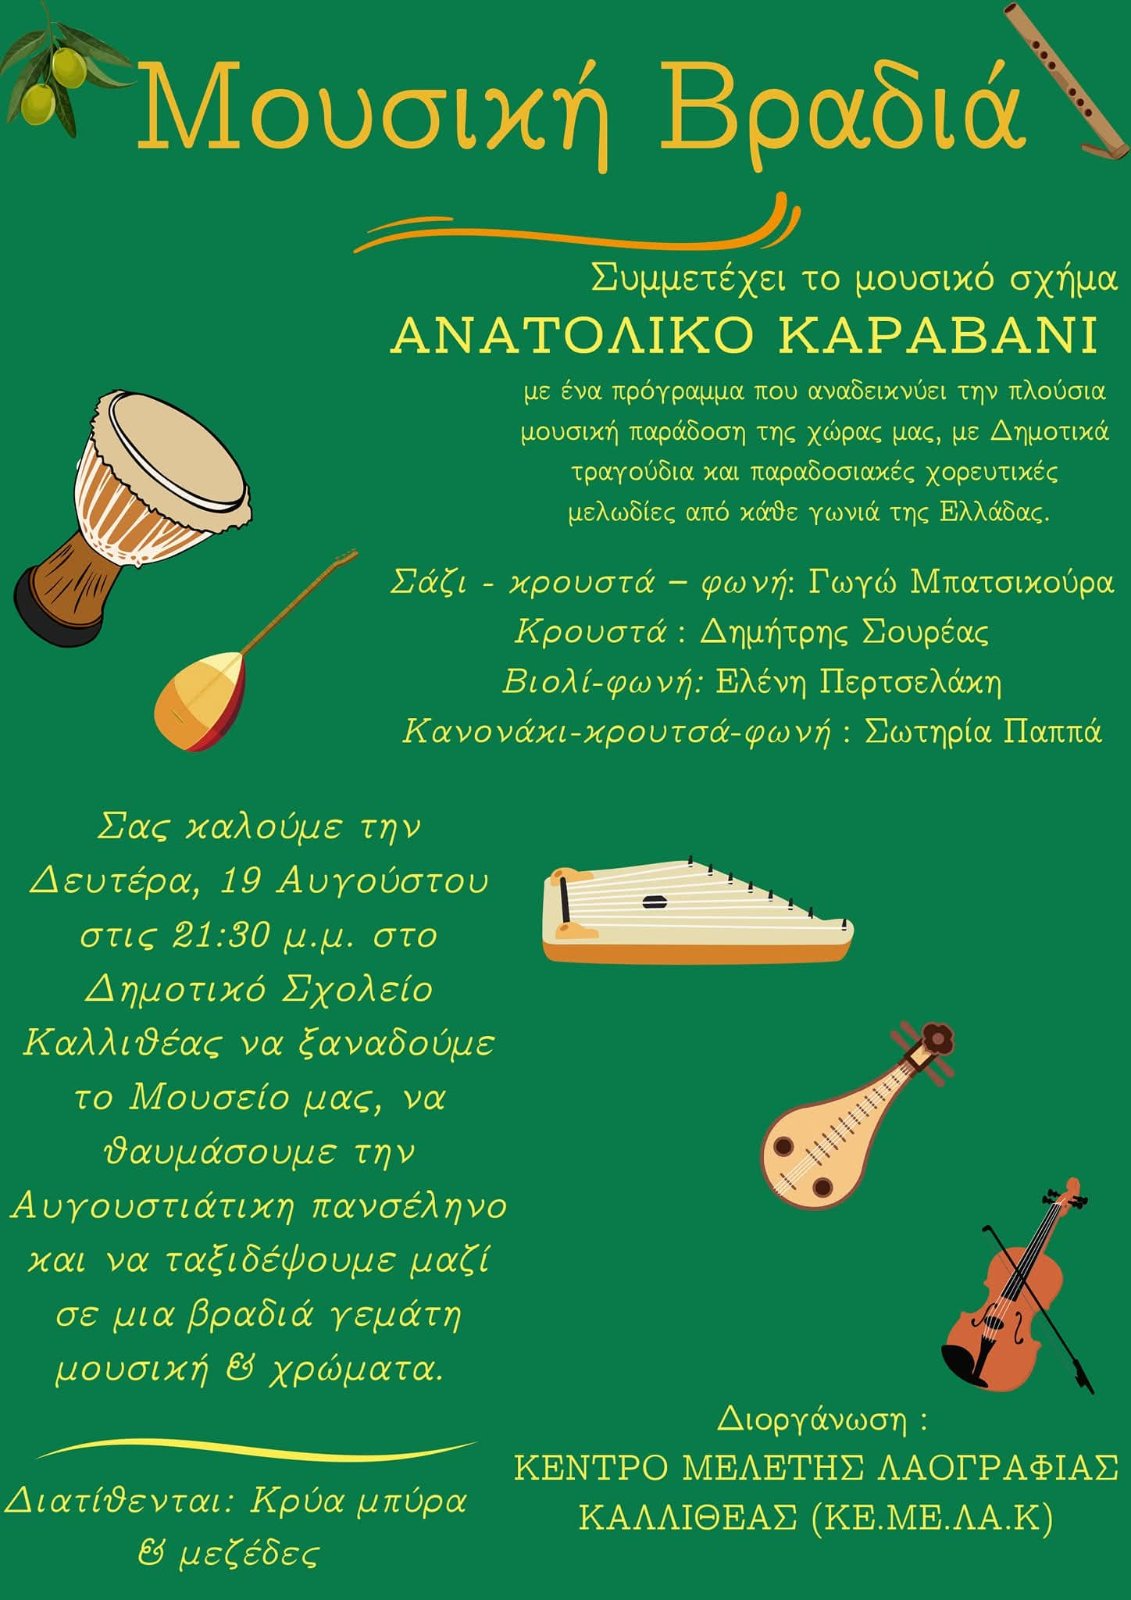 Μουσική Βραδιά
Συμμετέχει το μουσικό σχήμα
ΑΝΑΤΟΛΙΚΟ ΚΑΡΑΒΑΝΙ
με ένα πρόγραμμα που αναδεικνύει την πλούσια
μουσική παράδοση της χώρας μας, με Δημοτικά
τραγούδια και παραδοσιακές χορευτικές
μελωδίες από κάθε γωνιά της Ελλάδας.
Σάζι - κρουστά – φωνή: Γωγώ Μπατσικούρα
Κρουστά : Δημήτρης Σουρέας
Βιολί-φωνή: Ελένη Περτσελάκη
Κανονάκι-κρουτσά-φωνή : Σωτηρία Παππά
Σας καλούμε την
Δευτέρα, 19 Αυγούστου
στις 21:30 μ.μ. στο
Δημοτικό Σχολείο
Καλλιθέας να ξαναδούμε
το Μουσείο μας, να
θαυμάσουμε την
Αυγουστιάτικη πανσέληνο
και να ταξιδέψουμε μαζί
σε μια βραδιά γεμάτη
μουσική & χρώματα.
Διατίθενται: Κρύα μπύρα
& μεζέδες
Διοργάνωση :
ΚΕΝΤΡΟ ΜΕΛΕΤΗΣ ΛΑΟΓΡΑΦΙΑΣ
ΚΑΛΛΙΘΕΑΣ (ΚΕ.ΜΕ.ΛΑ.Κ)